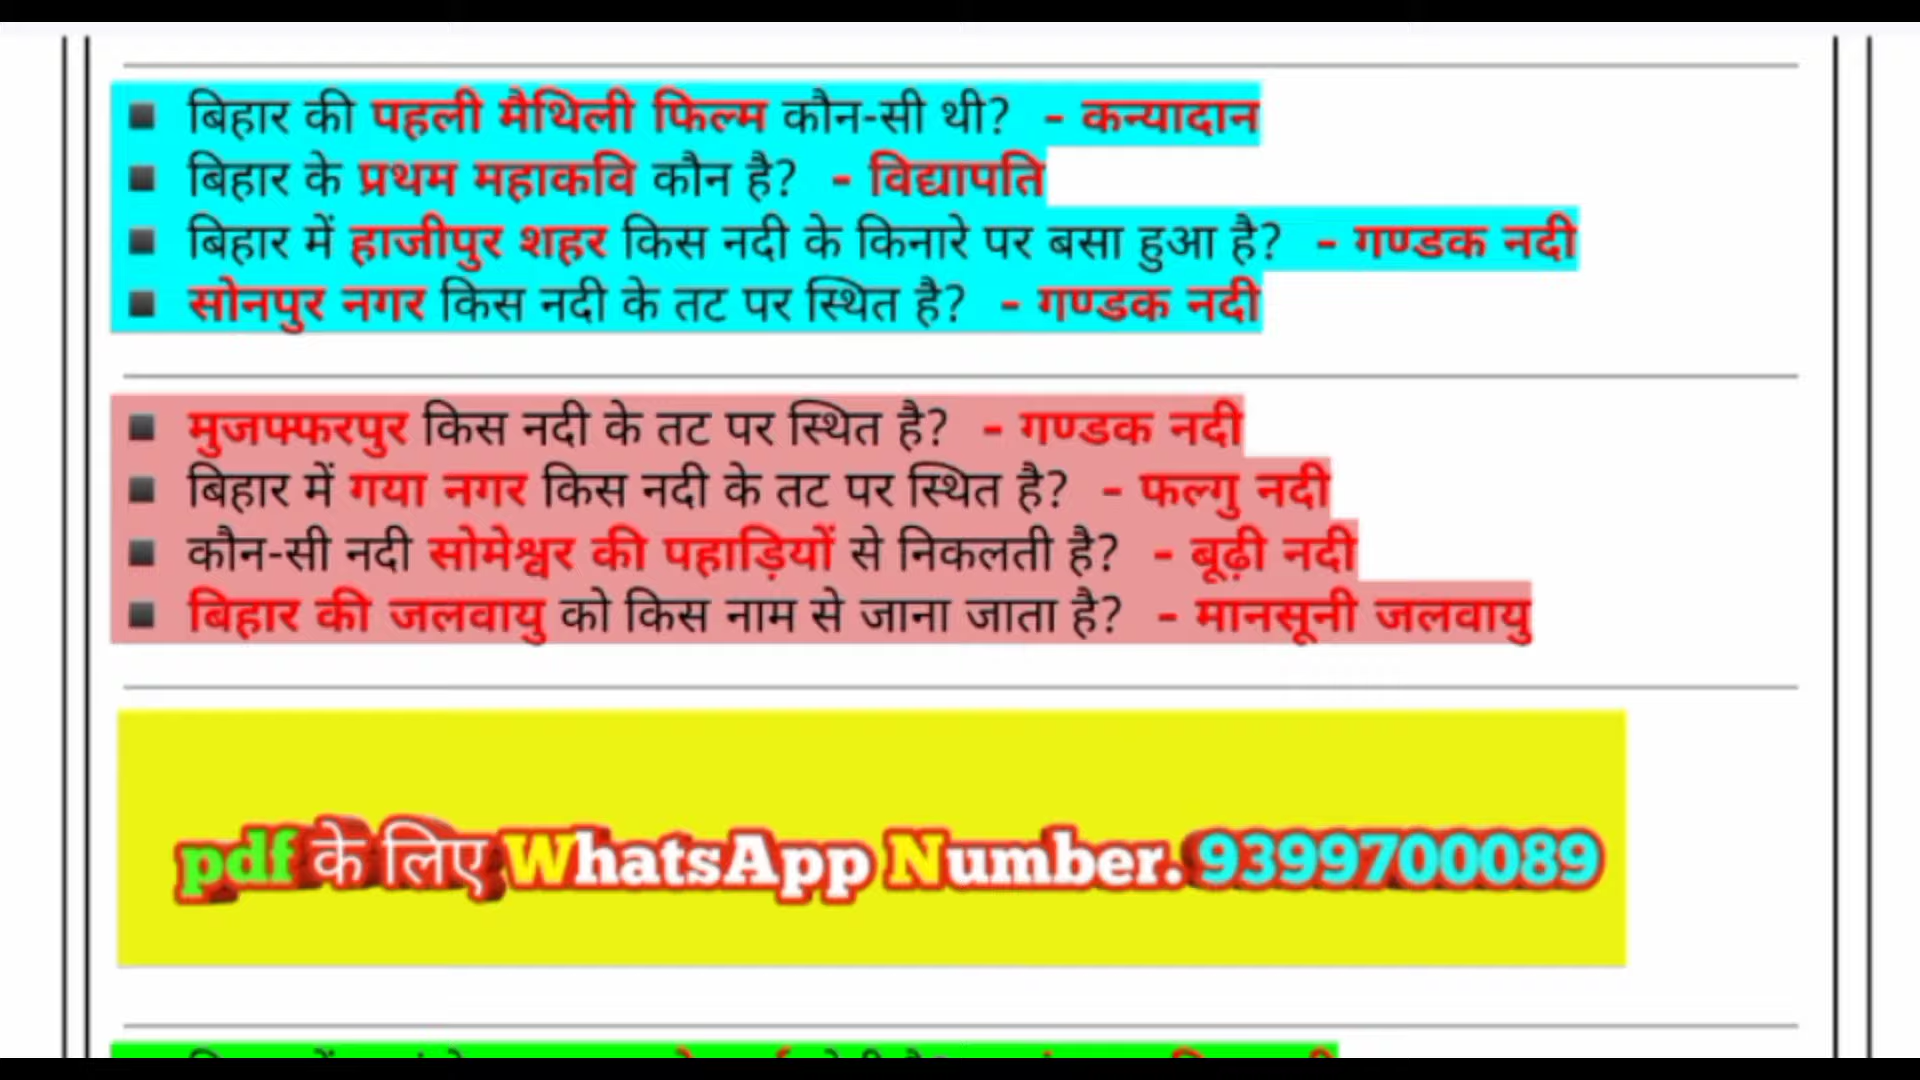 ▪ बिहार की पहली मैथिली फिल्म कौन-सी थी? - कन्यादान
▪ बिहार के प्रथम महाकवि कौन है? - विद्यापति
▪ बिहार में हाजीपुर शहर किस नदी के किनारे पर बसा हुआ है? - गण्डक नदी
▪ सोनपुर नगर किस नदी के तट पर स्थित है? - गण्डक नदी
▪ मुजफ्फरपुर किस नदी के तट पर स्थित है? - गण्डक नदी
▪ बिहार में गया नगर किस नदी के तट पर स्थित है? - फल्गु नदी
▪ कौन-सी नदी सोमेश्वर की पहाड़ियों से निकलती है? - बूढ़ी नदी
▪ बिहार की जलवायु को किस नाम से जाना जाता है? - मानसूनी जलवायु
pdf के लिए WhatsApp Number. 9399700089